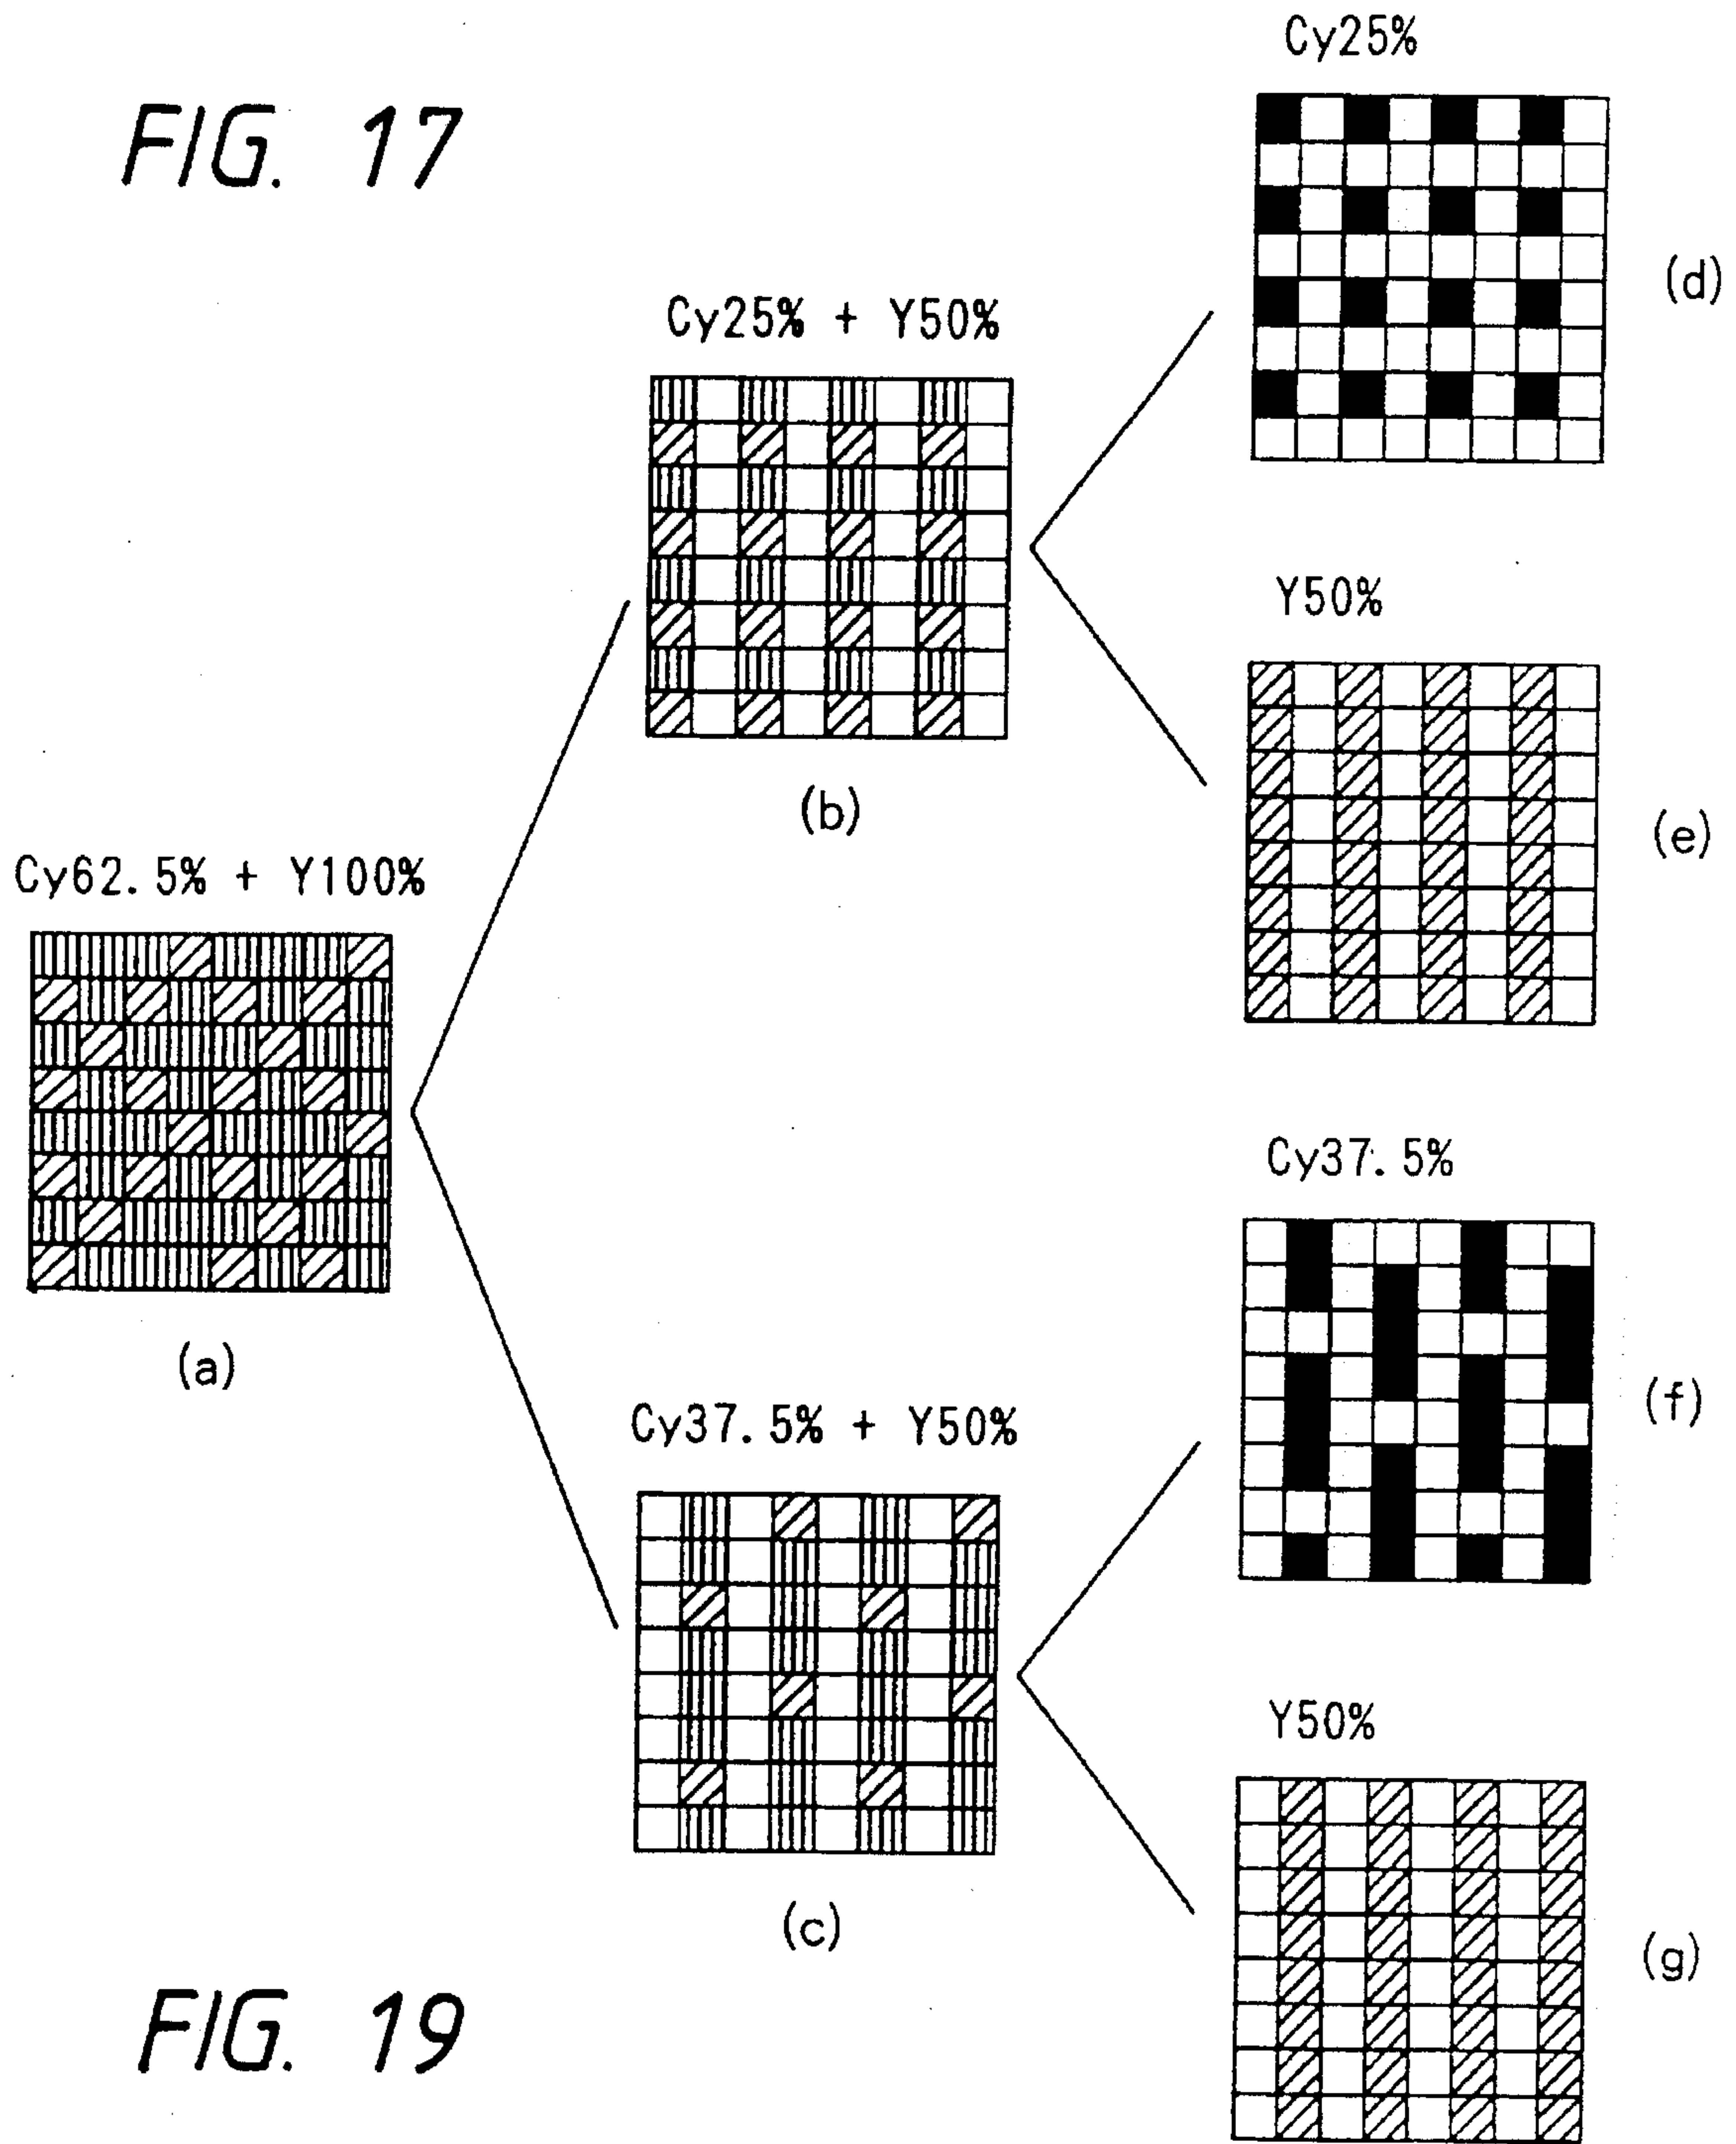 FIG. 17
Cy25%
(d)
Cy25% + Y50%
(b)
Y50%
(e)
Cy62.5% + Y100%
(a)
Cy37.5%
(f)
Cy37.5% + Y50%
(c)
Y50%
(g)
FIG. 19